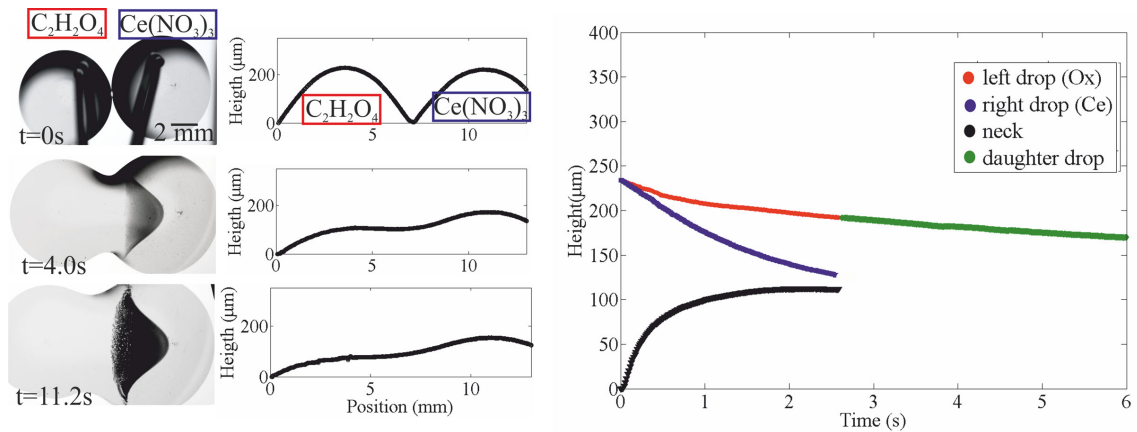 C₂H₂O₄ Ce(NO₃)₃
t=0s 2 mm
t=4.0s
t=11.2s
Heigth (µm)
200
0
C₂H₂O₄ Ce(NO₃)₃
0 5 10
Heigth (µm)
200
0
0 5 10
Heigth (µm)
200
0
0 5 10
Position (mm)
Height(µm)
400
350
300
250
200
150
100
50
0
left drop (Ox)
right drop (Ce)
neck
daughter drop
0 1 2 3 4 5 6
Time (s)